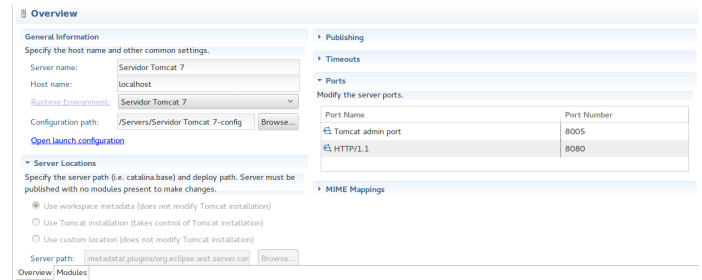 Overview
General Information
Specify the host name and other common settings.
Server name: Servidor Tomcat 7
Host name: localhost
Runtime Environment: Servidor Tomcat 7
Configuration path: /Servers/Servidor Tomcat 7-config Browse...
Open launch configuration
Server Locations
Specify the server path (i.e. catalina.base) and deploy path. Server must be
published with no modules present to make changes.
Use workspace metadata (does not modify Tomcat installation)
Use Tomcat installation (takes control of Tomcat installation)
Use custom location (does not modify Tomcat installation)
Server path: .metadata/.plugins/org.eclipse.wst.server.cor Browse...
Publishing
Timeouts
Ports
Modify the server ports.
Port Name Port Number
Tomcat admin port 8005
HTTP/1.1 8080
MIME Mappings
Overview Modules